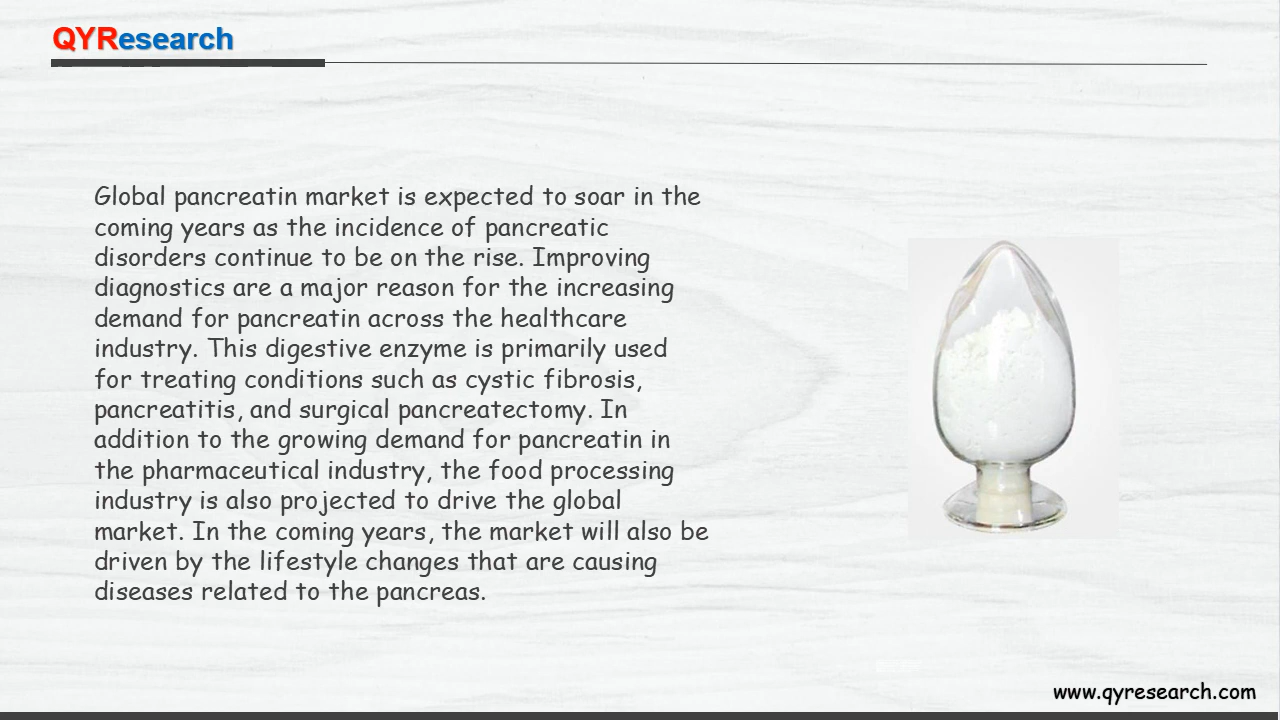 QYResearch
Global pancreatin market is expected to soar in the
coming years as the incidence of pancreatic
disorders continue to be on the rise. Improving
diagnostics are a major reason for the increasing
demand for pancreatin across the healthcare
industry. This digestive enzyme is primarily used
for treating conditions such as cystic fibrosis,
pancreatitis, and surgical pancreatectomy. In
addition to the growing demand for pancreatin in
the pharmaceutical industry, the food processing
industry is also projected to drive the global
market. In the coming years, the market will also be
driven by the lifestyle changes that are causing
diseases related to the pancreas.
www.qyresearch.com